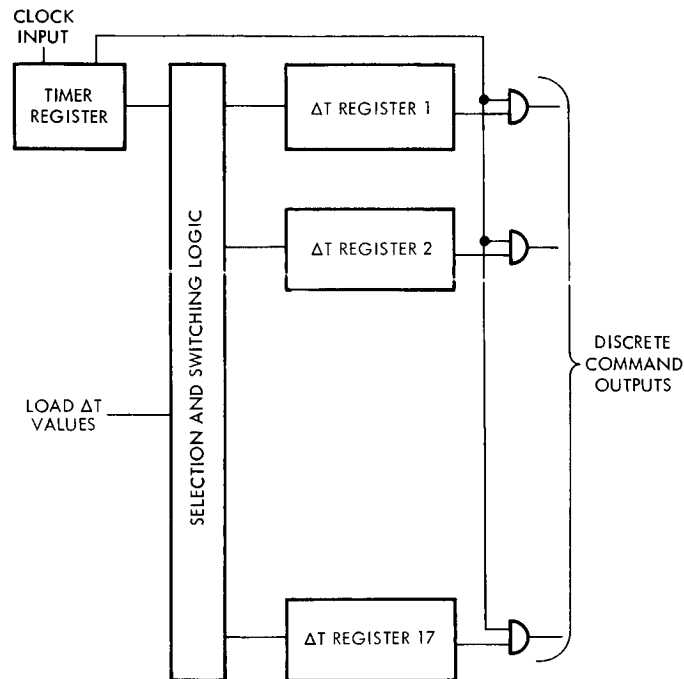 CLOCK
INPUT
TIMER
REGISTER
SELECTION AND SWITCHING LOGIC
ΔT REGISTER 1
ΔT REGISTER 2
LOAD ΔT
VALUES
DISCRETE
COMMAND
OUTPUTS
ΔT REGISTER 17